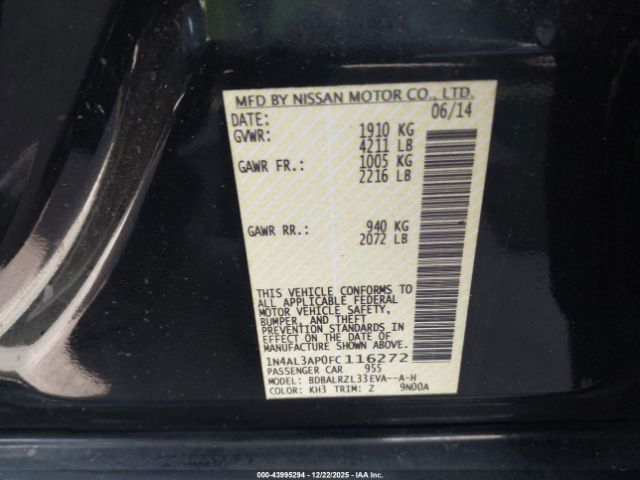 MFD BY NISSAN MOTOR CO., LTD.
DATE: 06/14
GVWR: 1910 KG
4211 LB
GAWR FR.: 1005 KG
2216 LB
GAWR RR.: 940 KG
2072 LB
THIS VEHICLE CONFORMS TO
ALL APPLICABLE FEDERAL
MOTOR VEHICLE SAFETY,
BUMPER, AND THEFT
PREVENTION STANDARDS IN
EFFECT ON THE DATE OF
MANUFACTURE SHOWN ABOVE.
1N4AL3AP0FC116272
PASSENGER CAR 955
MODEL: BDBALRZL33EVA--A-H
COLOR: KH3 TRIM: Z 9N00A
000-43995294 - 12/22/2025 - IAA Inc.